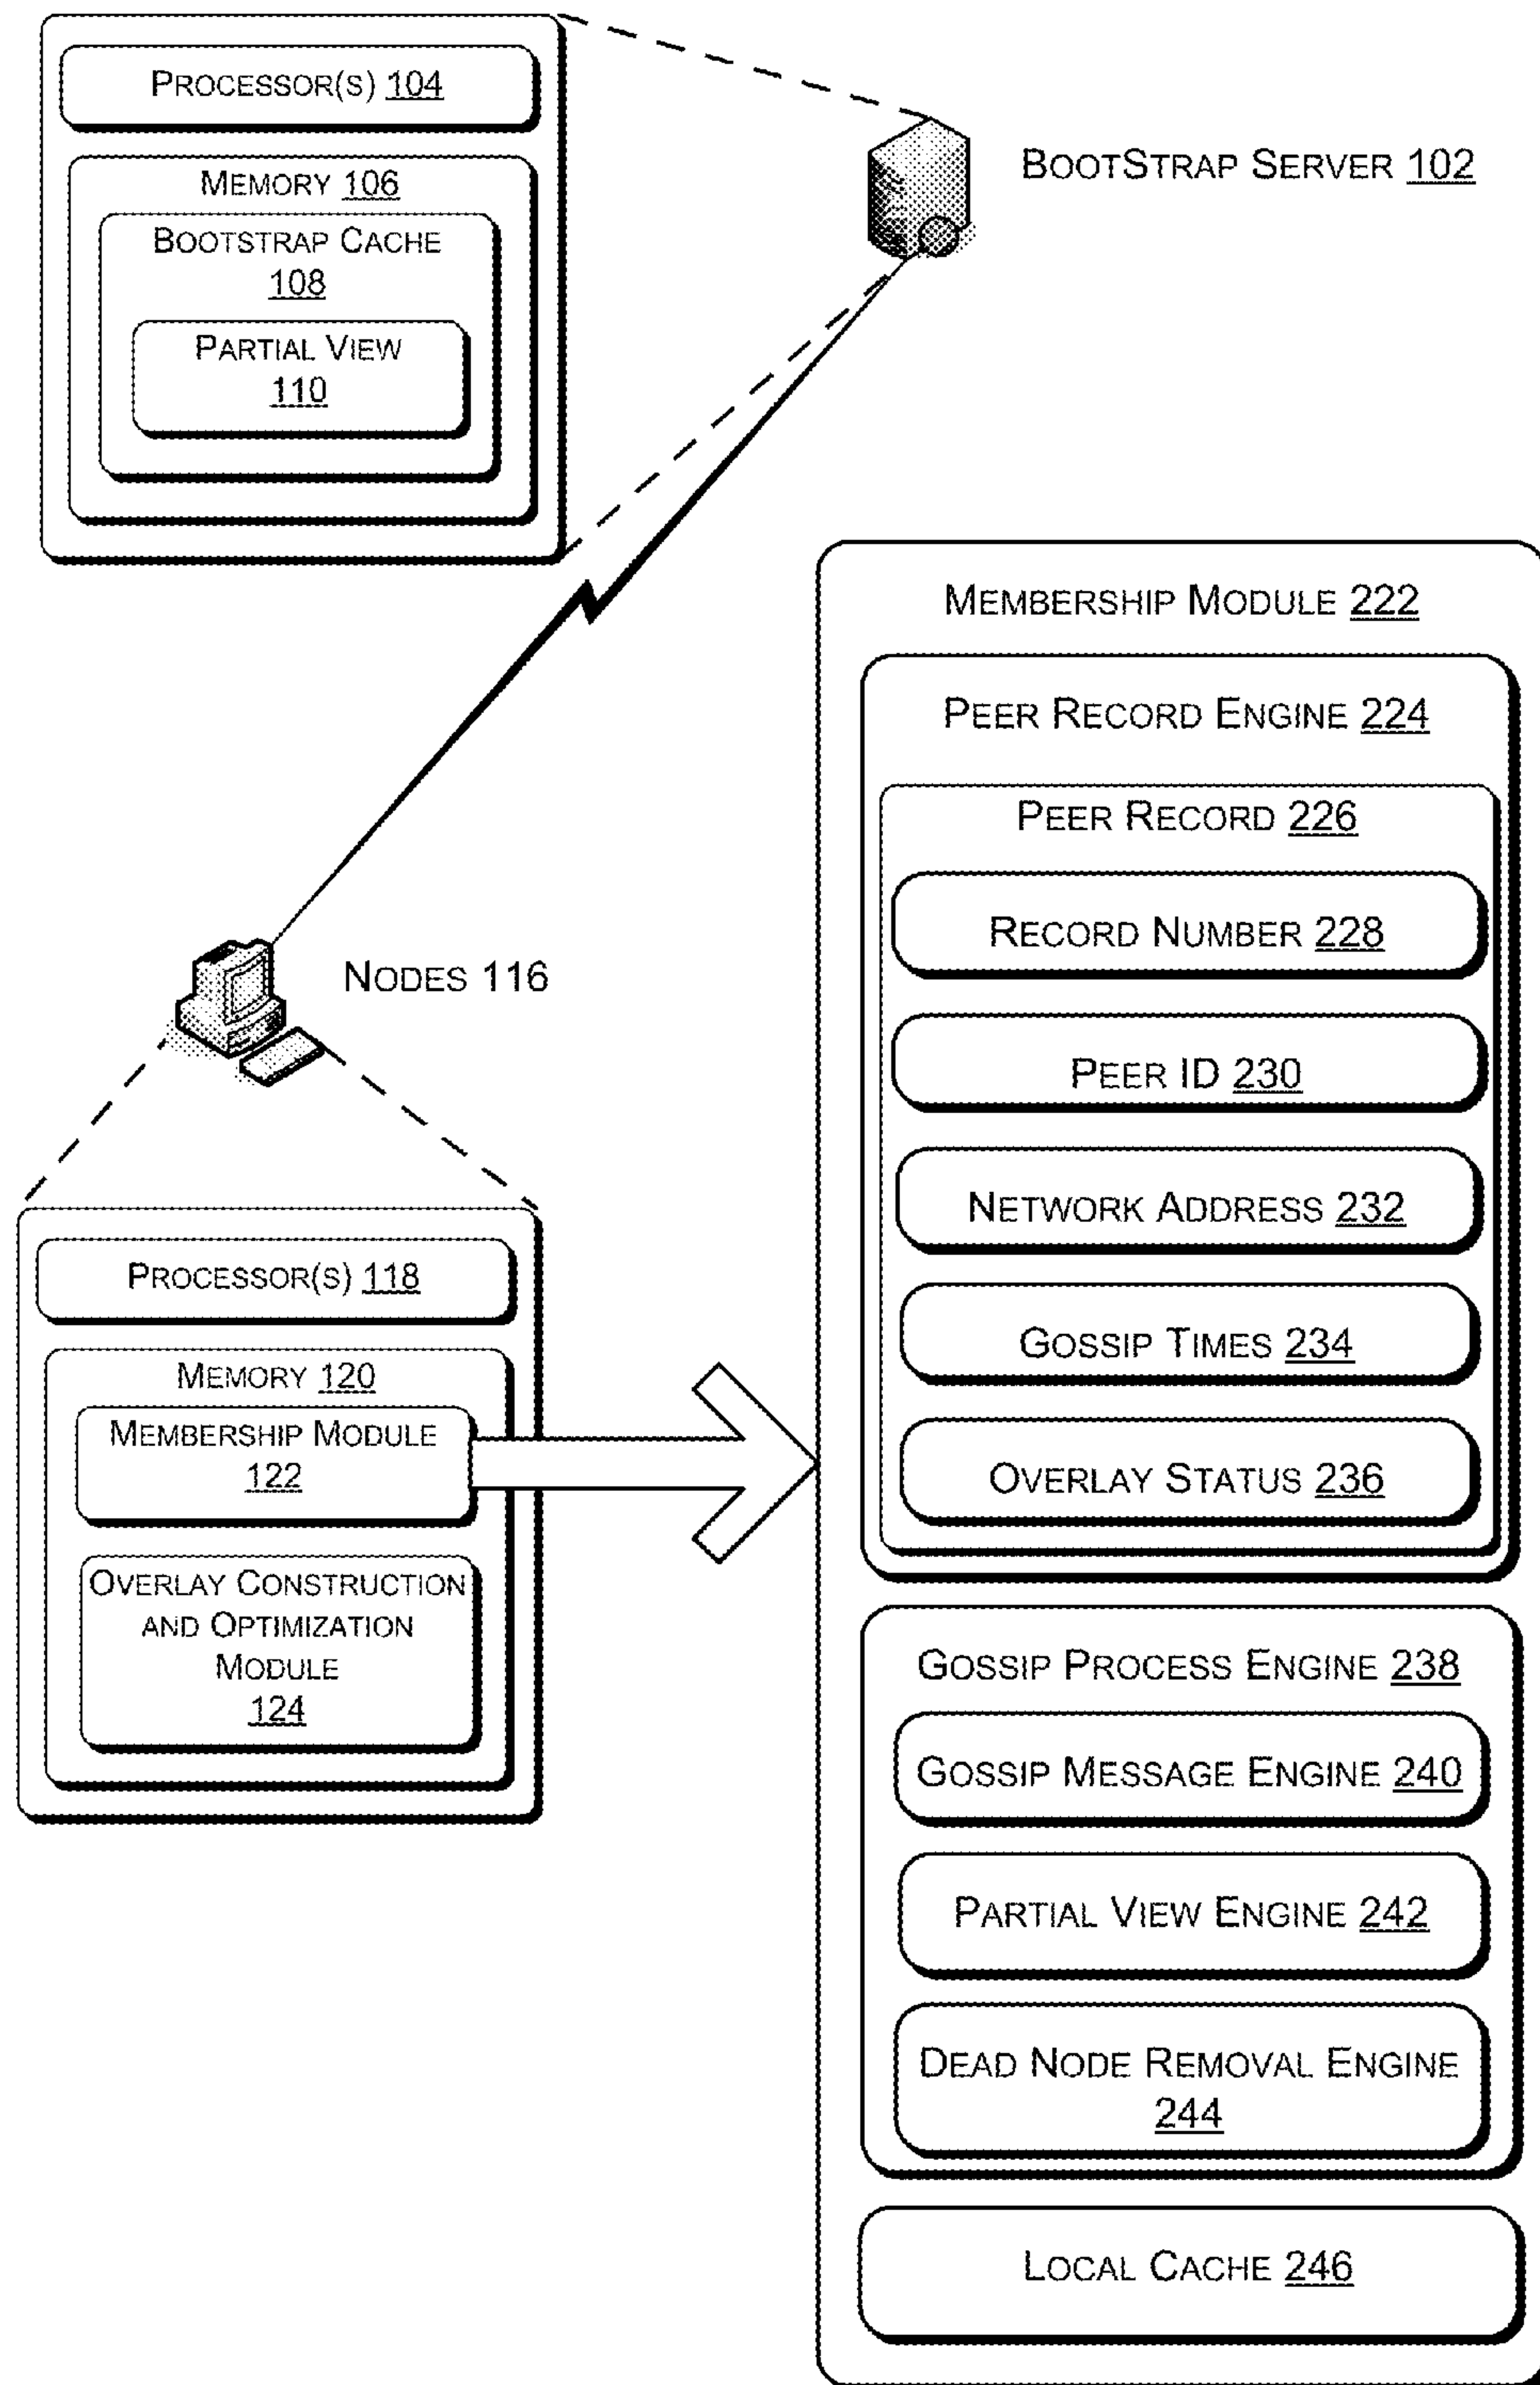 PROCESSOR(S) 104
MEMORY 106
BOOTSTRAP CACHE
108
PARTIAL VIEW
110
BOOTSTRAP SERVER 102
NODES 116
PROCESSOR(S) 118
MEMORY 120
MEMBERSHIP MODULE
122
OVERLAY CONSTRUCTION
AND OPTIMIZATION
MODULE
124
MEMBERSHIP MODULE 222
PEER RECORD ENGINE 224
PEER RECORD 226
RECORD NUMBER 228
PEER ID 230
NETWORK ADDRESS 232
GOSSIP TIMES 234
OVERLAY STATUS 236
GOSSIP PROCESS ENGINE 238
GOSSIP MESSAGE ENGINE 240
PARTIAL VIEW ENGINE 242
DEAD NODE REMOVAL ENGINE
244
LOCAL CACHE 246